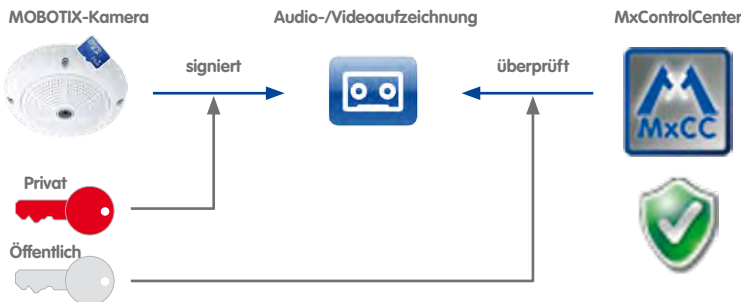 MOBOTIX-Kamera
Audio-/Videoaufzeichnung
MxControlCenter
signiert
überprüft
MxCC
Privat
Öffentlich